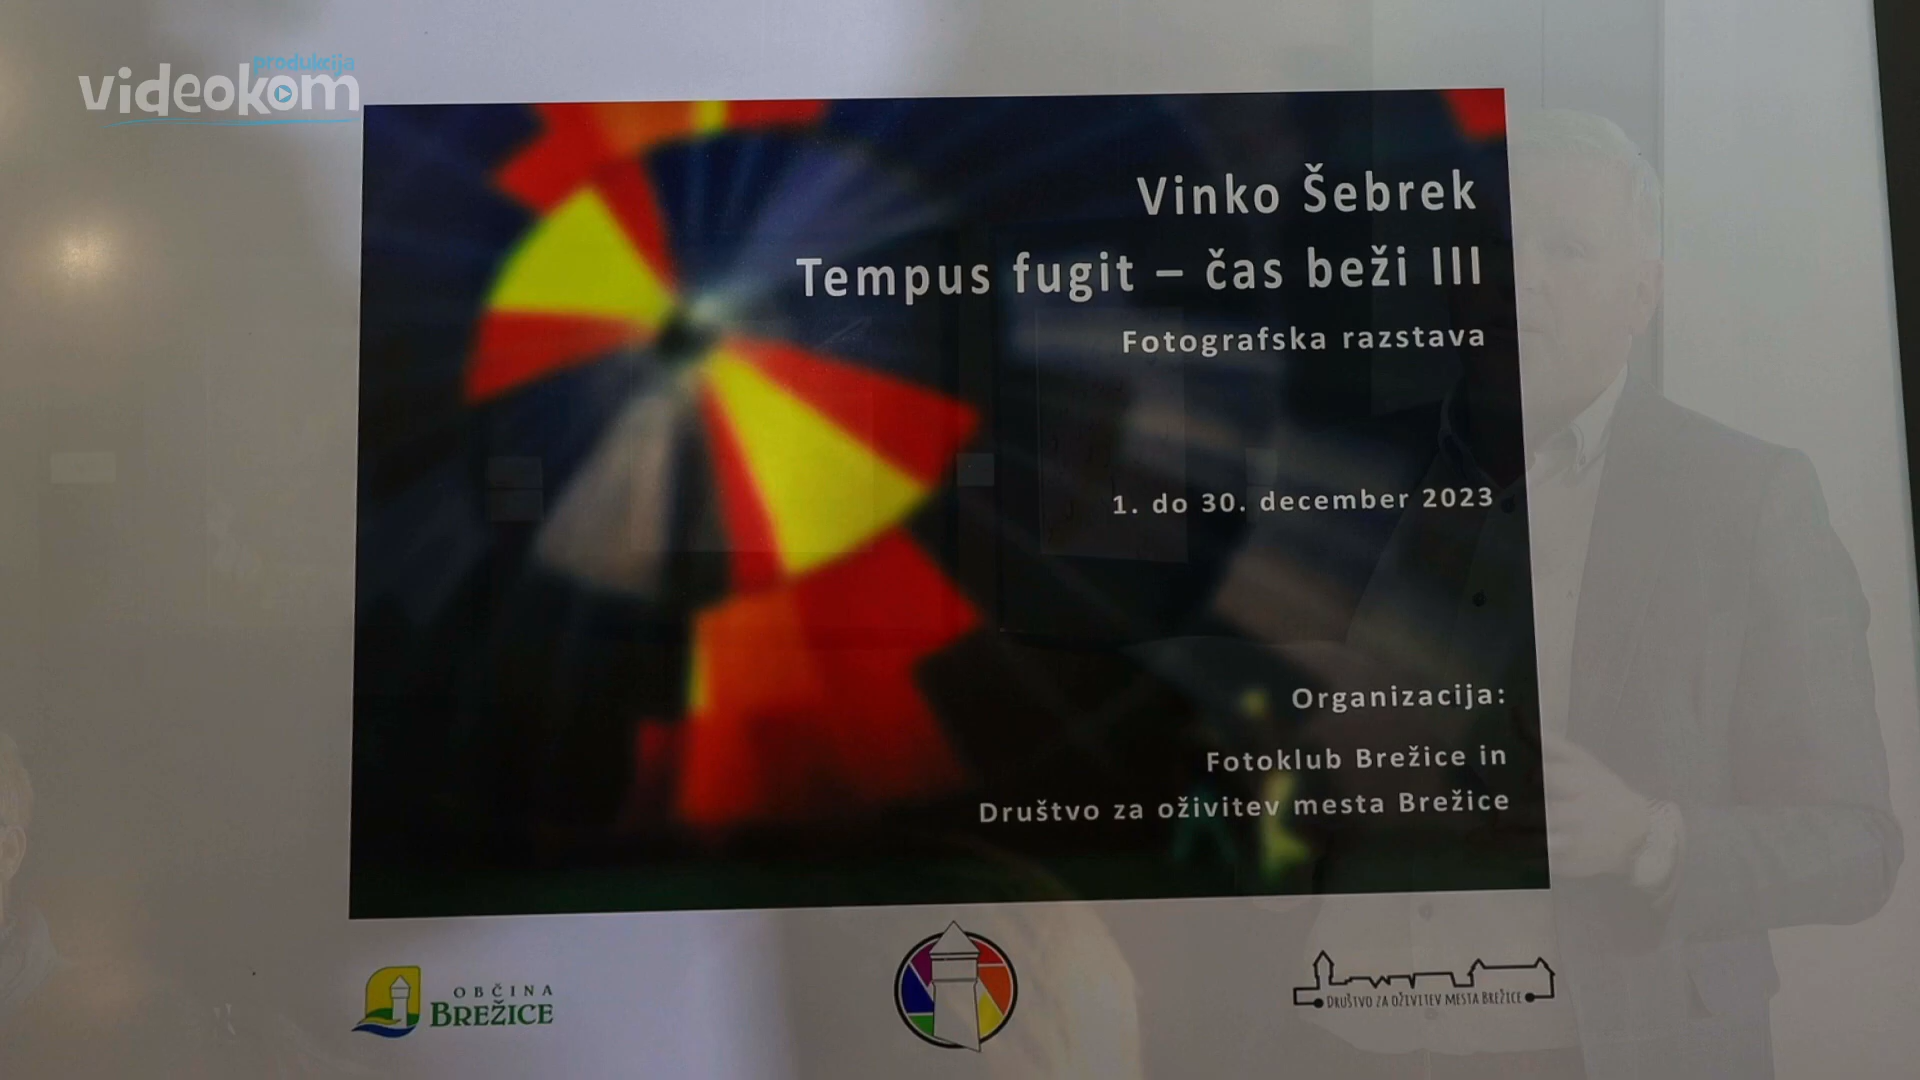 produkcija
videokom
Vinko Šebrek
Tempus fugit – čas beži III
Fotografska razstava
1. do 30. december 2023
Organizacija:
Fotoklub Brežice in
Društvo za oživitev mesta Brežice
OBČINA
BREŽICE
DRUŠTVO ZA OŽIVITEV MESTA BREŽICE